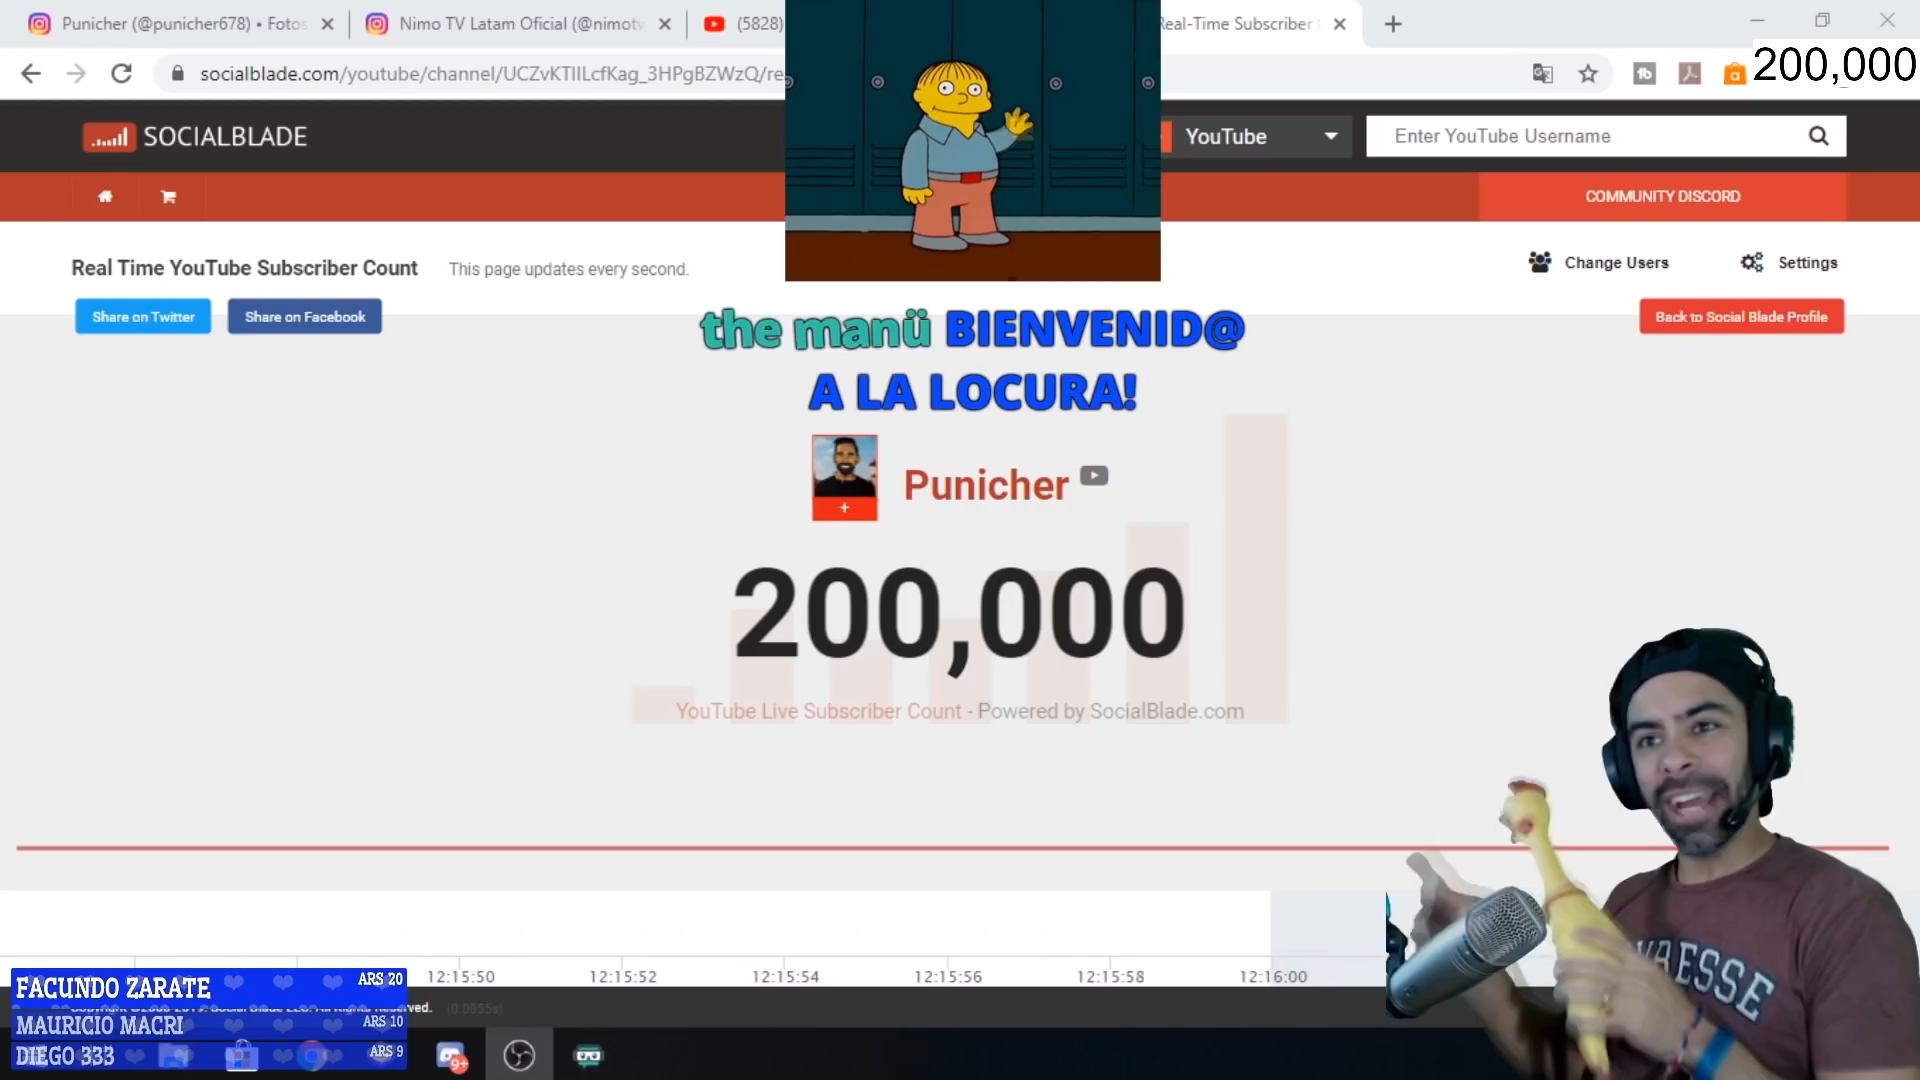 Punicher (@punicher678) • Fotos
Nimo TV Latam Oficial (@nimotv
(5828)
Real-Time Subscriber
socialblade.com/youtube/channel/UCZvKTIILcfKag_3HPgBZWzQ/re
200,000
SOCIALBLADE
YouTube
Enter YouTube Username
COMMUNITY DISCORD
Real Time YouTube Subscriber Count
This page updates every second.
Change Users
Settings
Share on Twitter
Share on Facebook
Back to Social Blade Profile
the manü BIENVENID@
A LA LOCURA!
Punicher
200,000
YouTube Live Subscriber Count - Powered by SocialBlade.com
12:15:50
12:15:52
12:15:54
12:15:56
12:15:58
12:16:00
FACUNDO ZARATE ARS 20
(0.0855s)
MAURICIO MACRI ARS 10
DIEGO 333 ARS 9
9+